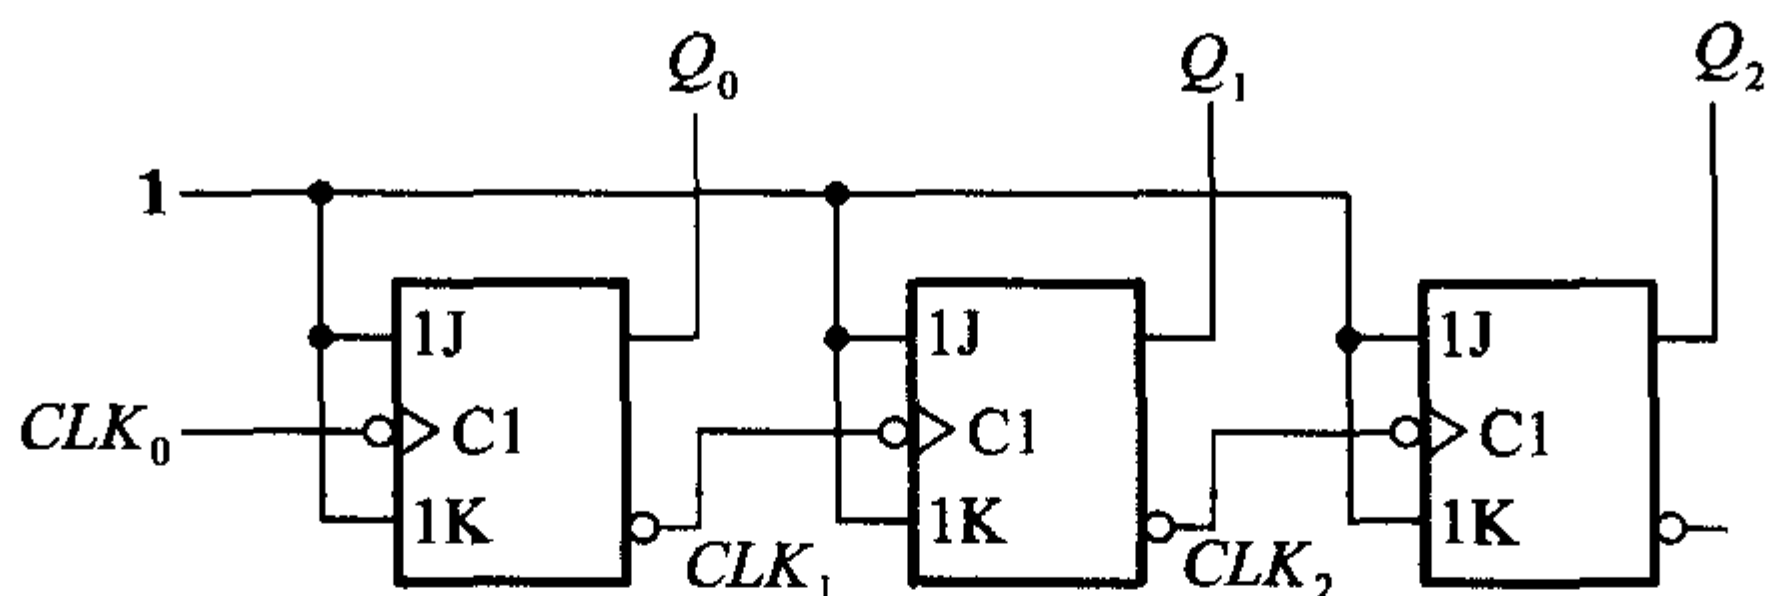 Q₀ Q₁ Q₂
1
1J 1J 1J
CLK₀ C1 C1 C1
1K 1K 1K
CLK₁ CLK₂